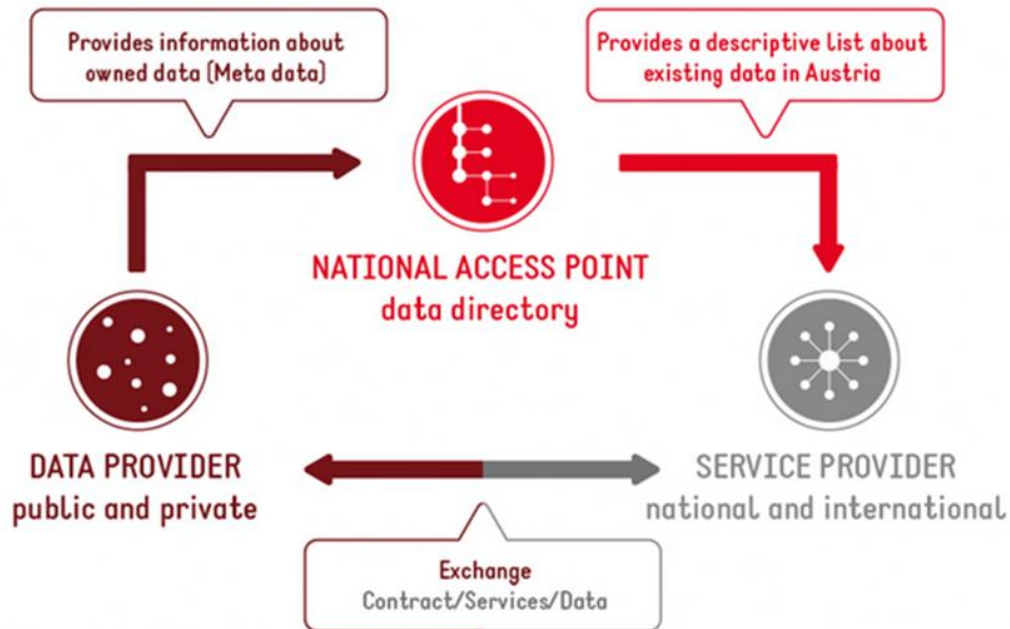 Provides information about
owned data (Meta data)
Provides a descriptive list about
existing data in Austria
NATIONAL ACCESS POINT
data directory
DATA PROVIDER
public and private
SERVICE PROVIDER
national and international
Exchange
Contract/Services/Data